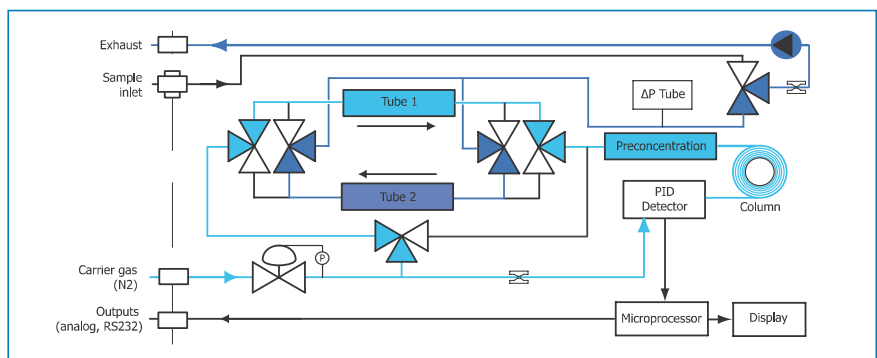 Exhaust
Sample
inlet
Tube 1
ΔP Tube
Preconcentration
Tube 2
PID
Detector
Column
Carrier gas
(N2)
P
Outputs
(analog, RS232)
Microprocessor
Display